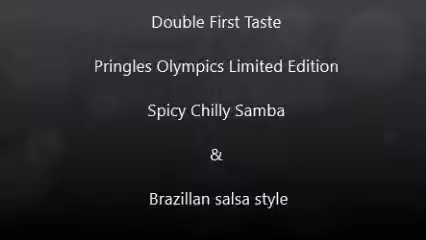 Double First Taste
Pringles Olympics Limited Edition
Spicy Chilly Samba
&
Brazillan salsa style